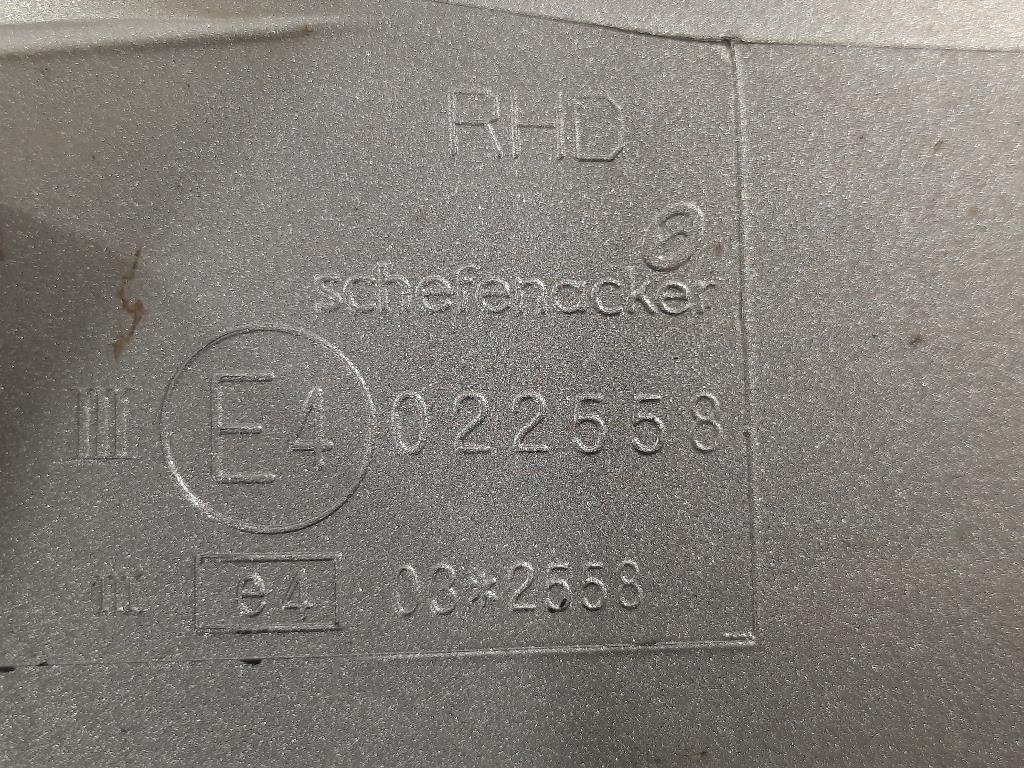 RHD
schefenacker
III E4 022558
III e4 03*2558